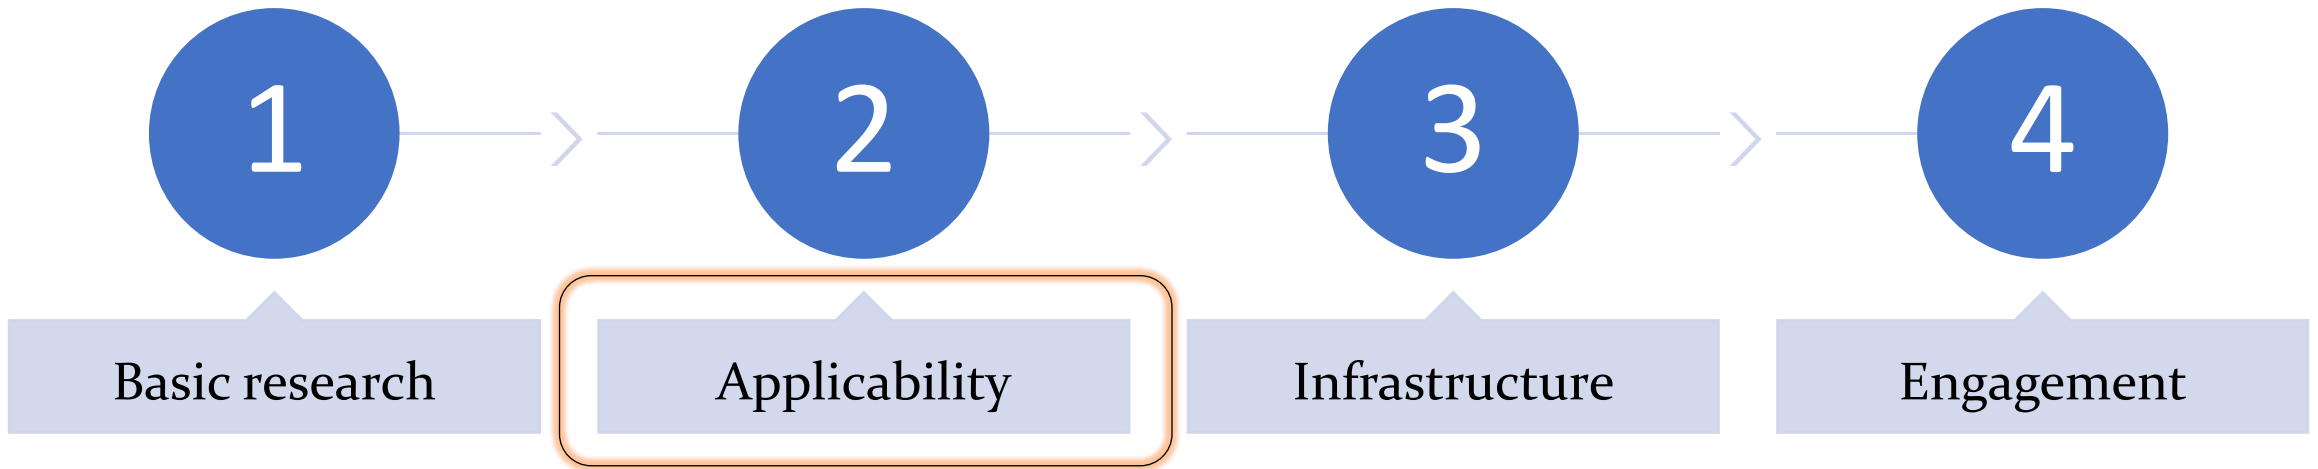 1
2
3
4
Basic research
Applicability
Infrastructure
Engagement